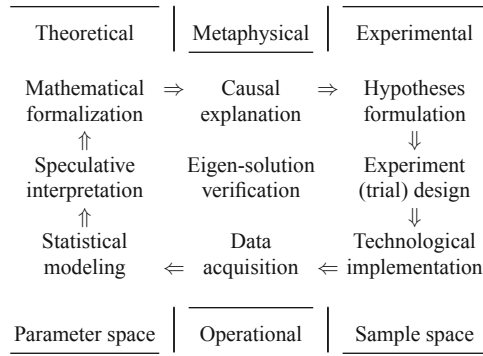 Theoretical Metaphysical Experimental
Mathematical ⇒ Causal ⇒ Hypotheses
formalization explanation formulation
⇑ ⇓
Speculative Eigen-solution Experiment
interpretation verification (trial) design
⇑ ⇓
Statistical Data Technological
modeling ⇐ acquisition ⇐ implementation
Parameter space Operational Sample space